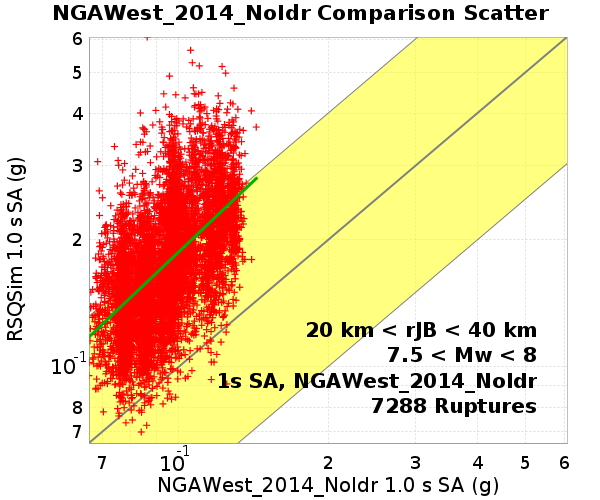 NGAWest_2014_NoIdr Comparison Scatter
6
5
4
3
2
10-1
8
7
RSQSim 1.0 s SA (g)
20 km < rJB < 40 km
7.5 < Mw < 8
1s SA, NGAWest_2014_NoIdr
7288 Ruptures
7 10-1 2 3 4 5 6
NGAWest_2014_NoIdr 1.0 s SA (g)